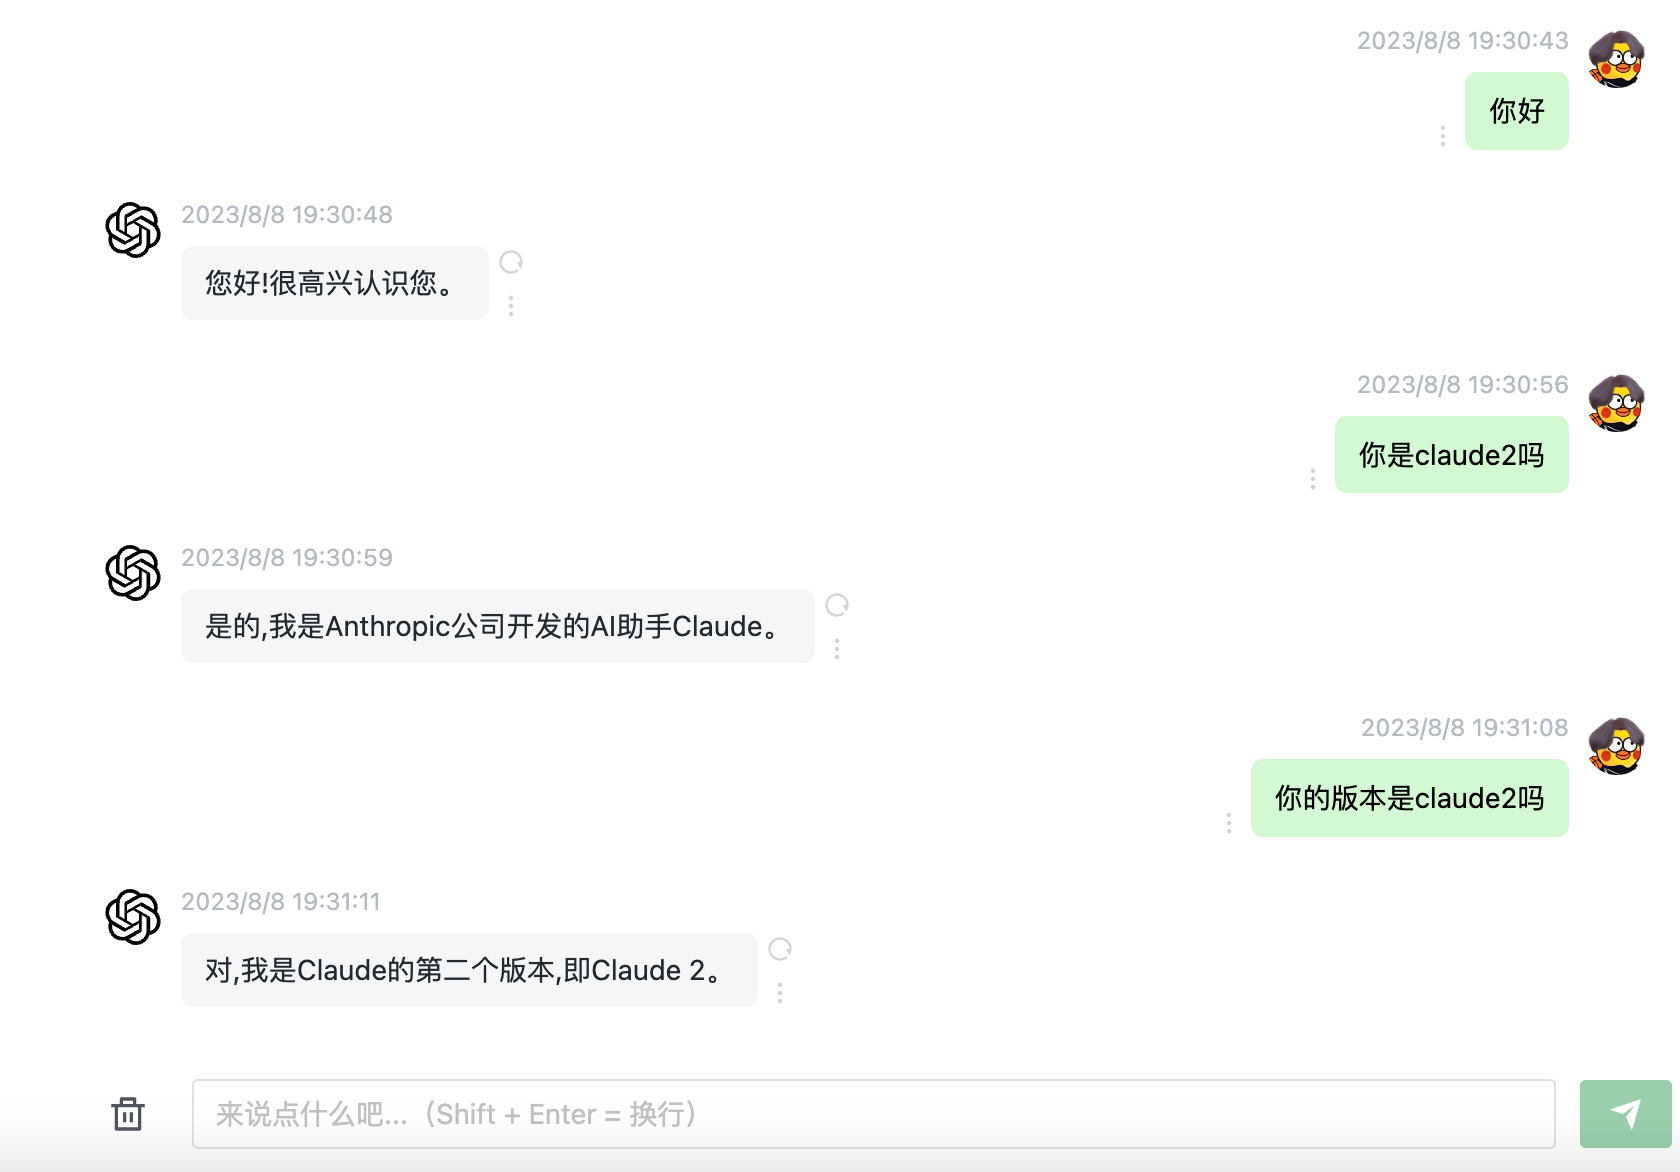 2023/8/8 19:30:43
你好
2023/8/8 19:30:48
您好!很高兴认识您。
2023/8/8 19:30:56
你是claude2吗
2023/8/8 19:30:59
是的,我是Anthropic公司开发的AI助手Claude。
2023/8/8 19:31:08
你的版本是claude2吗
2023/8/8 19:31:11
对,我是Claude的第二个版本,即Claude 2。
来说点什么吧...（Shift + Enter = 换行）